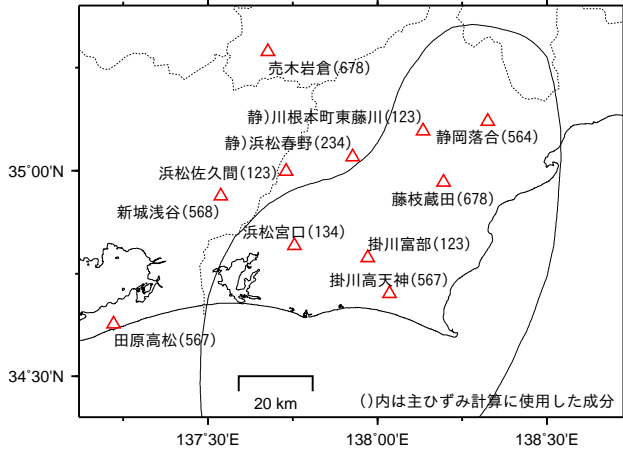 売木岩倉(678)
静)川根本町東藤川(123)
静岡落合(564)
静)浜松春野(234)
35˚00'N
浜松佐久間(123)
藤枝蔵田(678)
新城浅谷(568)
浜松宮口(134)
掛川富部(123)
掛川高天神(567)
田原高松(567)
34˚30'N
20 km
()内は主ひずみ計算に使用した成分
137˚30'E
138˚00'E
138˚30'E